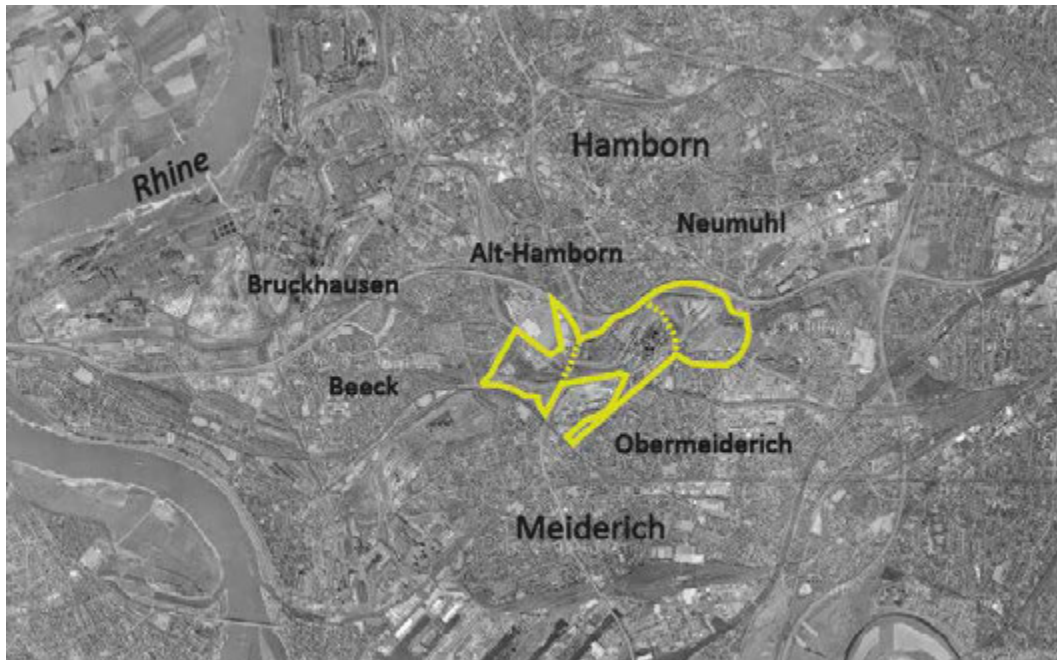 Hamborn
Rhine
Neumuhl
Alt-Hamborn
Bruckhausen
Beeck
Obermeiderich
Meiderich